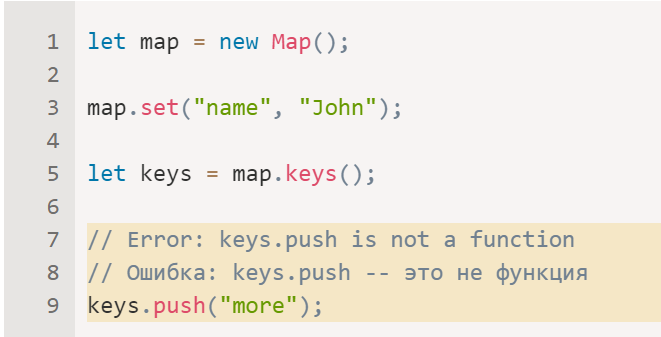 1 let map = new Map();
2
3 map.set("name", "John");
4
5 let keys = map.keys();
6
7 // Error: keys.push is not a function
8 // Ошибка: keys.push -- это не функция
9 keys.push("more");